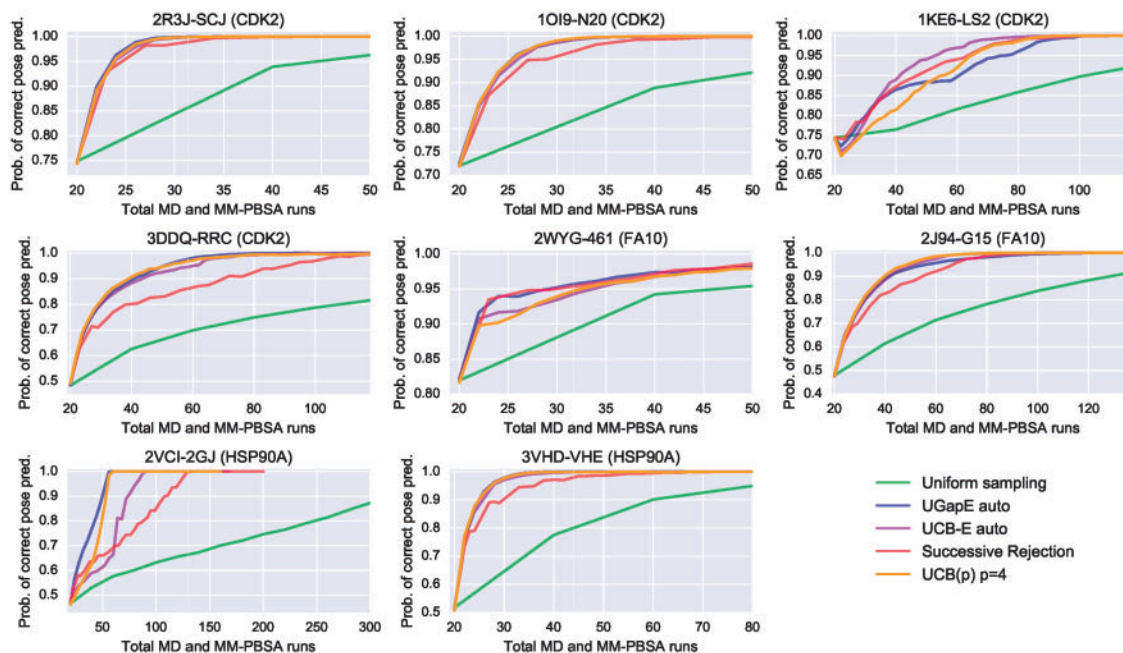 2R3J-SCJ (CDK2)
Prob. of correct pose pred.
1.00
0.95
0.90
0.85
0.80
0.75
20 25 30 35 40 45 50
Total MD and MM-PBSA runs
1OI9-N20 (CDK2)
Prob. of correct pose pred.
1.00
0.95
0.90
0.85
0.80
0.75
0.70
20 25 30 35 40 45 50
Total MD and MM-PBSA runs
1KE6-LS2 (CDK2)
Prob. of correct pose pred.
1.00
0.95
0.90
0.85
0.80
0.75
0.70
0.65
20 40 60 80 100
Total MD and MM-PBSA runs
3DDQ-RRC (CDK2)
Prob. of correct pose pred.
1.0
0.9
0.8
0.7
0.6
0.5
20 40 60 80 100
Total MD and MM-PBSA runs
2WYG-461 (FA10)
Prob. of correct pose pred.
1.00
0.95
0.90
0.85
0.80
20 25 30 35 40 45 50
Total MD and MM-PBSA runs
2J94-G15 (FA10)
Prob. of correct pose pred.
1.0
0.9
0.8
0.7
0.6
0.5
0.4
20 40 60 80 100 120
Total MD and MM-PBSA runs
2VCI-2GJ (HSP90A)
Prob. of correct pose pred.
1.0
0.9
0.8
0.7
0.6
0.5
50 100 150 200 250 300
Total MD and MM-PBSA runs
3VHD-VHE (HSP90A)
Prob. of correct pose pred.
1.0
0.9
0.8
0.7
0.6
0.5
20 30 40 50 60 70 80
Total MD and MM-PBSA runs
Uniform sampling
UGapE auto
UCB-E auto
Successive Rejection
UCB(p) p=4